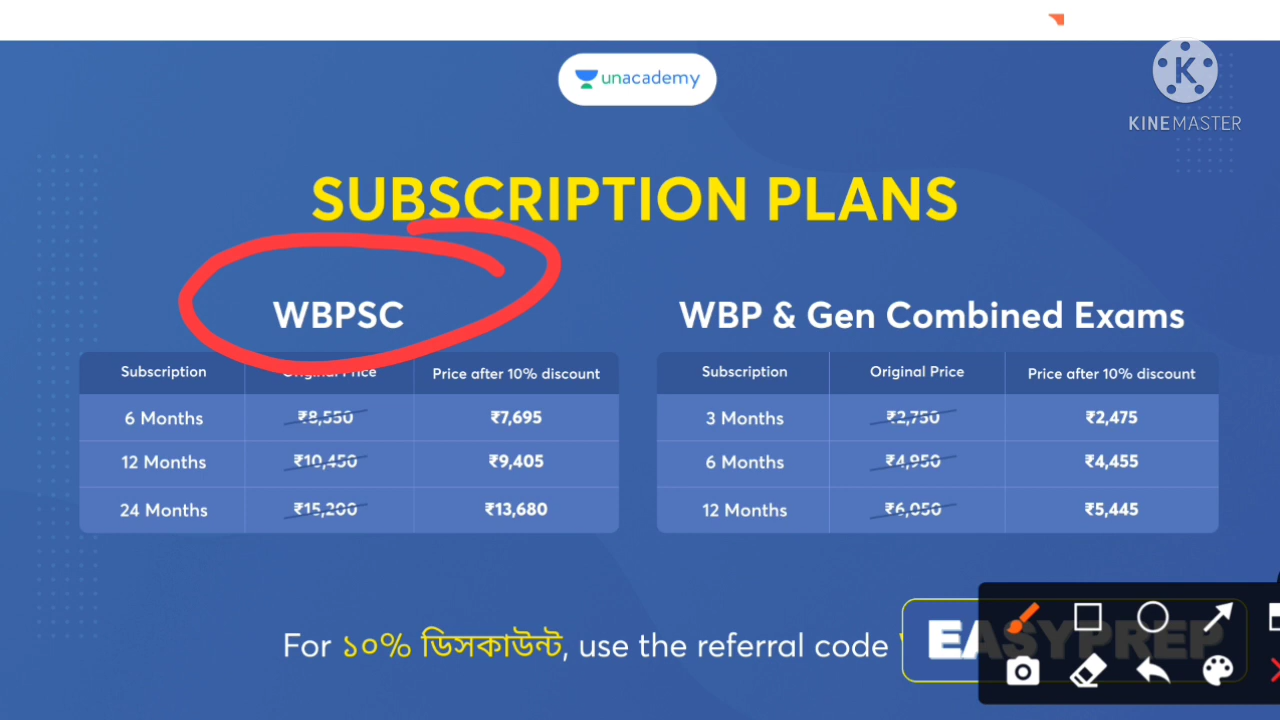 unacademy
KINEMASTER
SUBSCRIPTION PLANS
WBPSC
Subscription Original Price Price after 10% discount
6 Months ₹8,550 ₹7,695
12 Months ₹10,450 ₹9,405
24 Months ₹15,200 ₹13,680
WBP & Gen Combined Exams
Subscription Original Price Price after 10% discount
3 Months ₹2,750 ₹2,475
6 Months ₹4,950 ₹4,455
12 Months ₹6,050 ₹5,445
For ১০% ডিসকাউন্ট, use the referral code EASYPREP